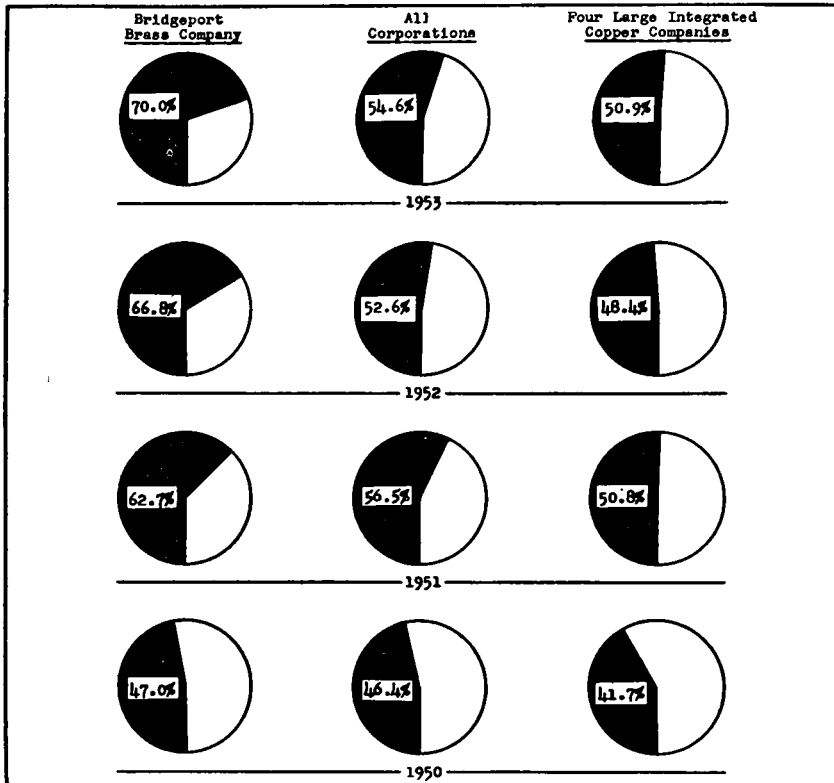 Bridgeport All Four Large Integrated
Brass Company Corporations Copper Companies
70.0% 54.6% 50.9%
1953
66.8% 52.6% 48.4%
1952
62.7% 56.5% 50.8%
1951
47.0% 46.4% 41.7%
1950